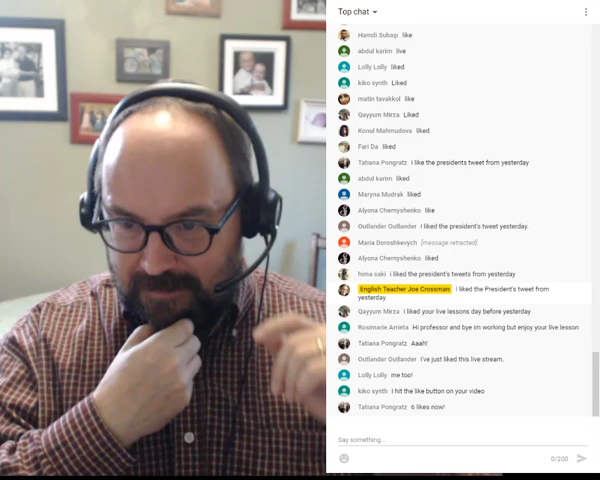 Top chat
Hamdi Subaşı like
abdul karim live
Lolly Lolly liked
kiko synth Liked
matin tavakkol like
Qayyum Mirza Liked
Konul Mahmudova liked
Fari Da liked
Tatiana Pongratz I like the presidents tweet from yesterday
abdul karim liked
Maryna Mudrak liked
Alyona Chernyshenko like
Outlander Outlander I liked the president's tweet yesterday.
Maria Doroshkevych [message retracted]
Alyona Chernyshenko liked
hima saki i liked the president's tweets from yesterday
English Teacher Joe Crossman I liked the President's tweet from
yesterday.
Qayyum Mirza I liked your live lessons day before yesterday
Rosimarie Arrieta Hi professor and bye im working but enjoy your live lesson
Tatiana Pongratz Aaah!
Outlander Outlander I've just liked this live stream.
Lolly Lolly me too!
kiko synth I hit the like button on your video
Tatiana Pongratz 6 likes now!
Say something...
0/200